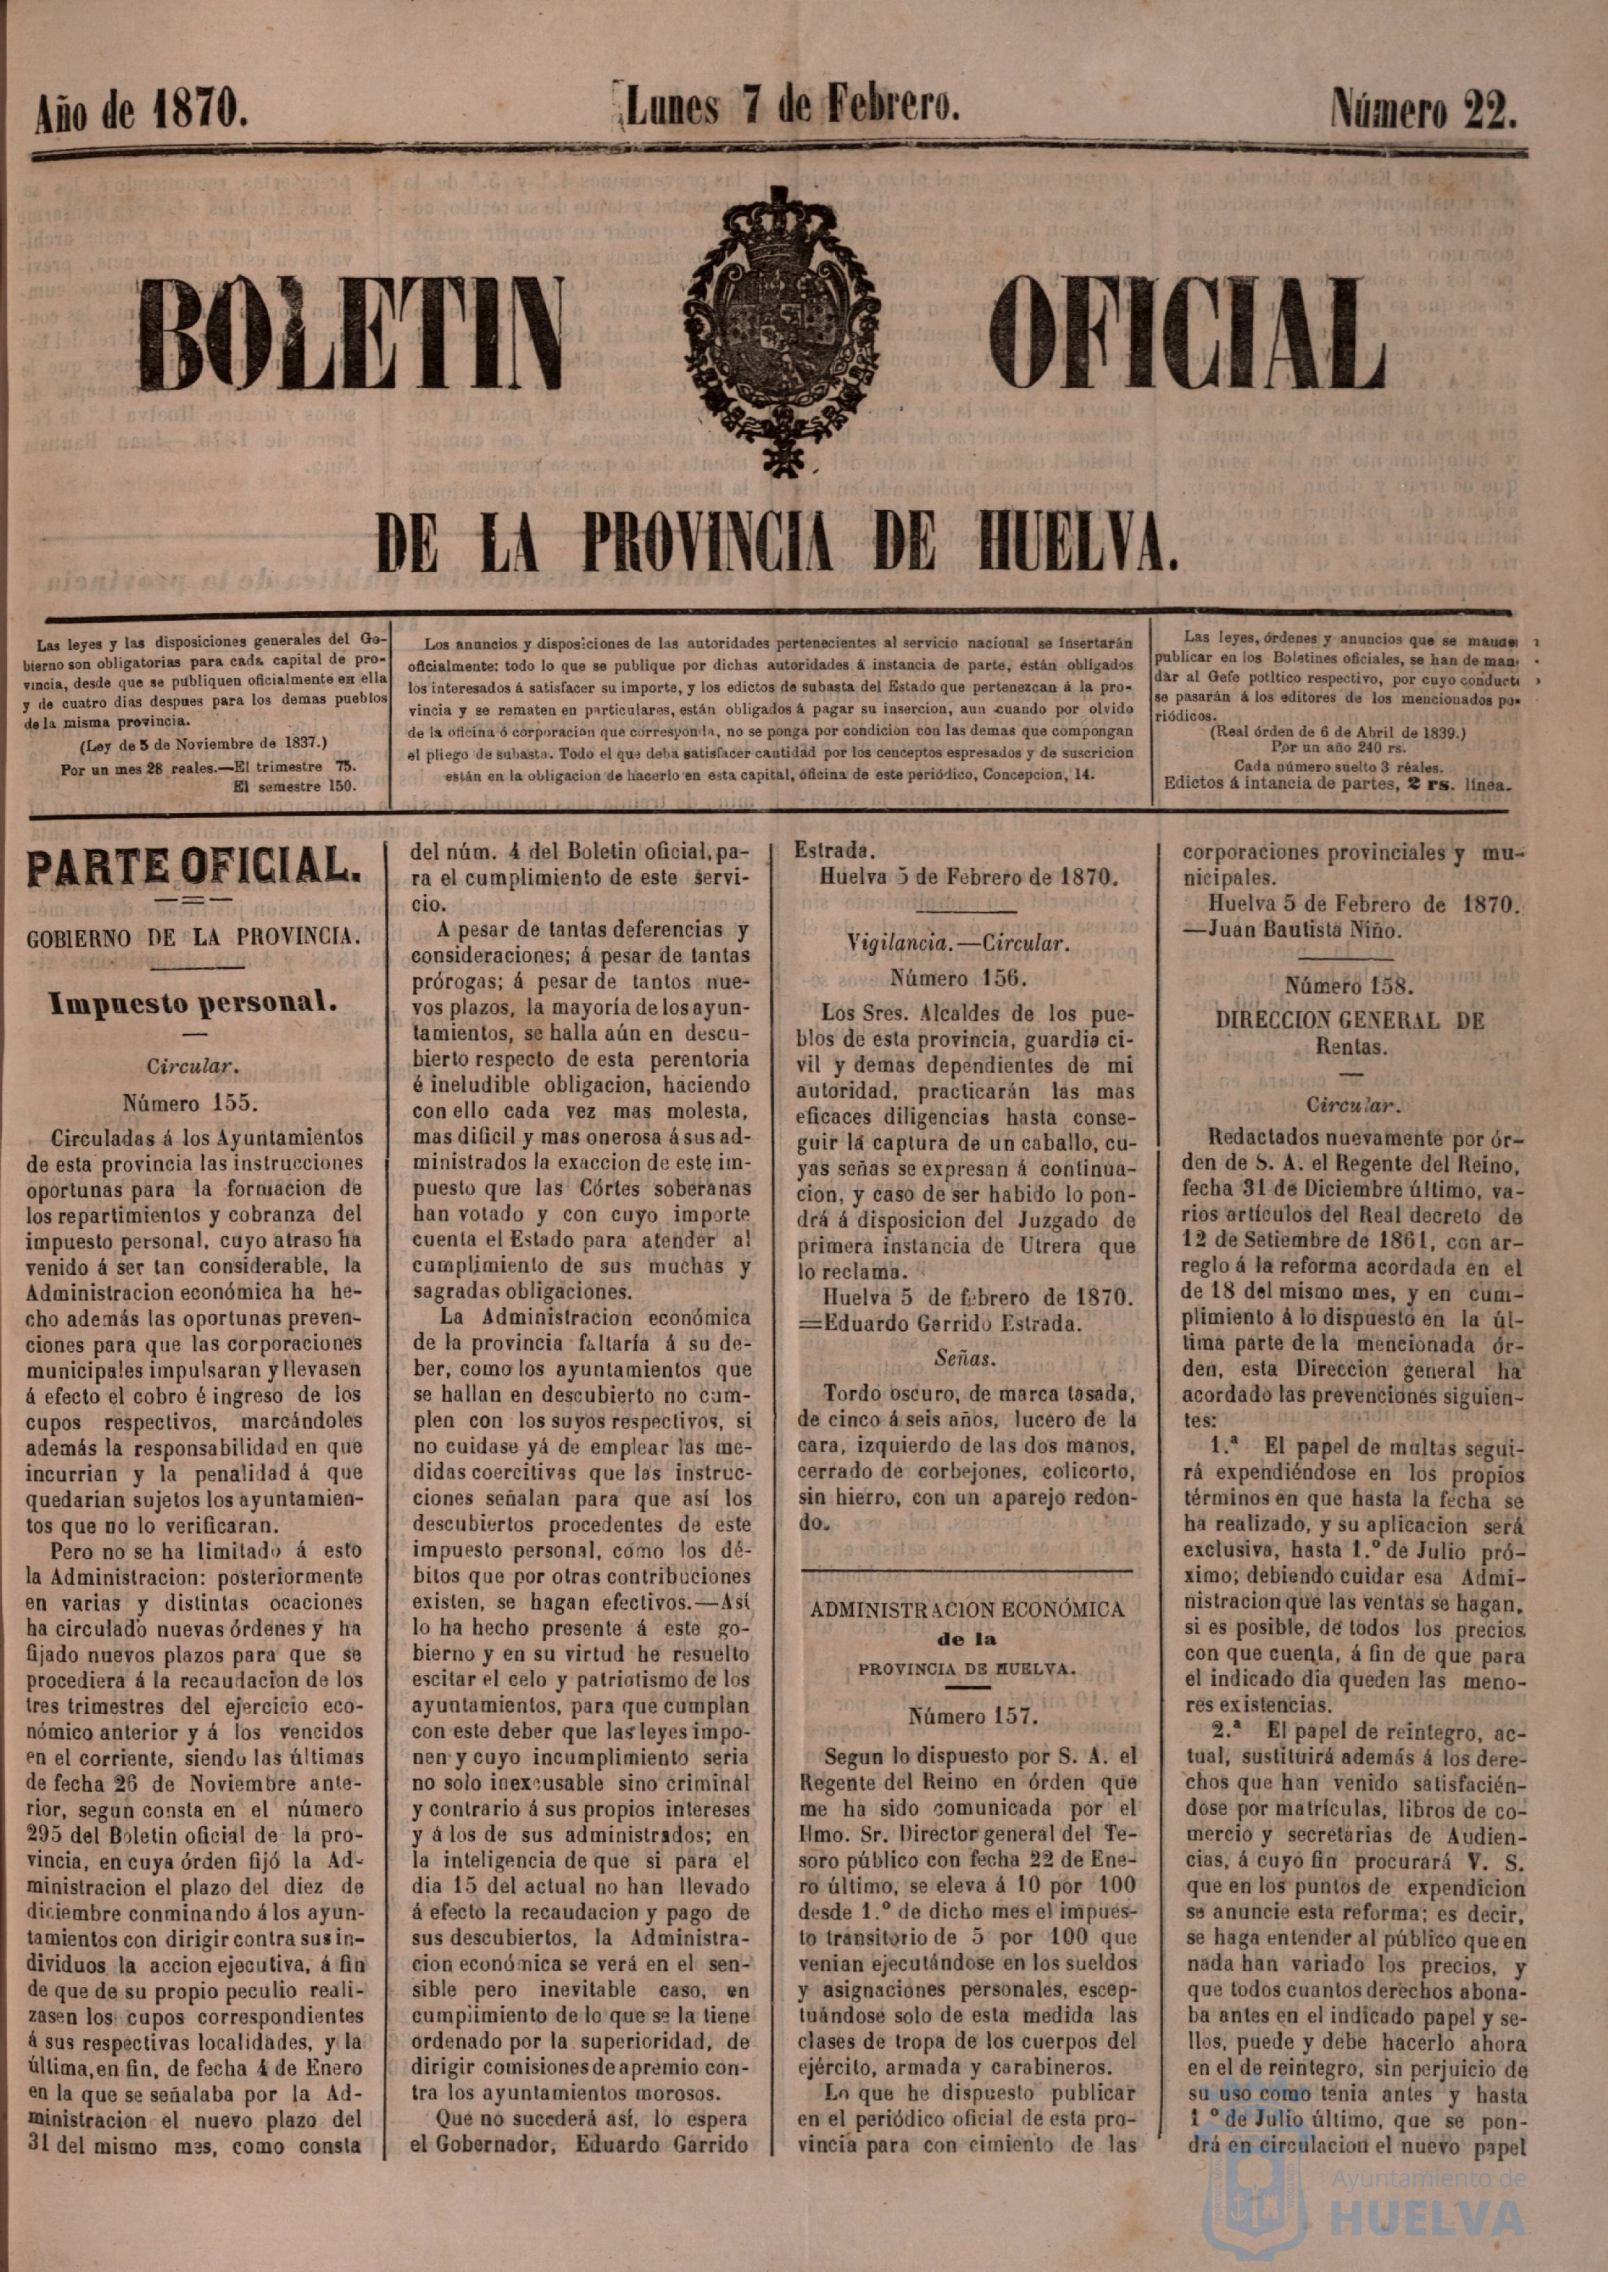 Año de 1870.
Lunes 7 de Febrero.
Número 22.
BOLETIN OFICIAL
DE LA PROVINCIA DE HUELVA.
Las leyes y las disposiciones generales del Go-
bierno son obligatorias para cada capital de pro-
vincia, desde que se publiquen oficialmente en ella
y de cuatro dias despues para los demas pueblos
de la misma provincia.
(Ley de 5 de Noviembre de 1837.)
Por un mes 28 reales.—El trimestre 75.
El semestre 150.
Los anuncios y disposiciones de las autoridades pertenecientes al servicio nacional se insertarán
oficialmente: todo lo que se publique por dichas autoridades á instancia de parte, están obligados
los interesados á satisfacer su importe, y los edictos de subasta del Estado que pertenezcan á la pro-
vincia y se rematen en particulares, están obligados á pagar su insercion, aun cuando por olvido
de la oficina ó corporacion que corresponda, no se ponga por condicion con las demas que compongan
el pliego de subasta. Todo el que deba satisfacer cantidad por los cenceptos espresados y de suscricion
están en la obligacion de hacerlo en esta capital, oficina de este periódico, Concepcion, 14.
Las leyes, órdenes y anuncios que se manden
publicar en los Boletines oficiales, se han de man-
dar al Gefe potltico respectivo, por cuyo conducto
se pasarán á los editores de los mencionados pe-
riódicos.
(Real órden de 6 de Abril de 1839.)
Por un año 240 rs.
Cada número suelto 3 réales.
Edictos á intancia de partes, 2 rs. línea.
PARTE OFICIAL.
GOBIERNO DE LA PROVINCIA.
Impuesto personal.
Circular.
Número 155.
Circuladas á los Ayuntamientos
de esta provincia las instrucciones
oportunas para la formacion de
los repartimientos y cobranza del
impuesto personal, cuyo atraso ha
venido á ser tan considerable, la
Administracion económica ha he-
cho además las oportunas preven-
ciones para que las corporaciones
municipales impulsaran y llevasen
á efecto el cobro é ingreso de los
cupos respectivos, marcándoles
además la responsabilidad en que
incurrian y la penalidad á que
quedarian sujetos los ayuntamien-
tos que no lo verificaran.
Pero no se ha limitado á esto
la Administracion: posteriormente
en varias y distintas ocaciones
ha circulado nuevas órdenes y ha
fijado nuevos plazos para que se
procediera á la recaudacion de los
tres trimestres del ejercicio eco-
nómico anterior y á los vencidos
en el corriente, siendo las últimas
de fecha 26 de Noviembre ante-
rior, segun consta en el número
295 del Boletin oficial de la pro-
vincia, en cuya órden fijó la Ad-
ministracion el plazo del diez de
diciembre conminando á los ayun-
tamientos con dirigir contra sus in-
dividuos la accion ejecutiva, á fin
de que de su propio peculio reali-
zasen los cupos correspondientes
á sus respectivas localidades, y la
última, en fin, de fecha 4 de Enero
en la que se señalaba por la Ad-
ministracion el nuevo plazo del
31 del mismo mes, como consta
del núm. 4 del Boletin oficial, pa-
ra el cumplimiento de este servi-
cio.
A pesar de tantas deferencias y
consideraciones; á pesar de tantas
prórogas; á pesar de tantos nue-
vos plazos, la mayoría de los ayun-
tamientos, se halla aún en descu-
bierto respecto de esta perentoria
é ineludible obligacion, haciendo
con ello cada vez mas molesta,
mas dificil y mas onerosa á sus ad-
ministrados la exaccion de este im-
puesto que las Córtes soberanas
han votado y con cuyo importe
cuenta el Estado para atender al
cumplimiento de sus muchas y
sagradas obligaciones.
La Administracion económica
de la provincia faltaría á su de-
ber, como los ayuntamientos que
se hallan en descubierto no cum-
plen con los suyos respectivos, si
no cuidase yá de emplear las me-
didas coercitivas que las instruc-
ciones señalan para que así los
descubiertos procedentes de este
impuesto personal, como los dé-
bitos que por otras contribuciones
existen, se hagan efectivos.—Así
lo ha hecho presente á este go-
bierno y en su virtud he resuelto
escitar el celo y patriotismo de los
ayuntamientos, para que cumplan
con este deber que las leyes impo-
nen y cuyo incumplimiento seria
no solo inexcusable sino criminal
y contrario á sus propios intereses
y á los de sus administrados; en
la inteligencia de que si para el
dia 15 del actual no han llevado
á efecto la recaudacion y pago de
sus descubiertos, la Administra-
cion económica se verá en el sen-
sible pero inevitable caso, en
cumplimiento de lo que se la tiene
ordenado por la superioridad, de
dirigir comisiones de apremio con-
tra los ayuntamientos morosos.
Que no sucederá así, lo espera
el Gobernador, Eduardo Garrido
Estrada.
Huelva 5 de Febrero de 1870.
Vigilancia.—Circular.
Número 156.
Los Sres. Alcaldes de los pue-
blos de esta provincia, guardia ci-
vil y demas dependientes de mi
autoridad, practicarán las mas
eficaces diligencias hasta conse-
guir la captura de un caballo, cu-
yas señas se expresan á continua-
cion, y caso de ser habido lo pon-
drá á disposicion del Juzgado de
primera instancia de Utrera que
lo reclama.
Huelva 5 de febrero de 1870.
=Eduardo Garrido Estrada.
Señas.
Tordo oscuro, de marca tasada,
de cinco á seis años, lucero de la
cara, izquierdo de las dos manos,
cerrado de corbejones, colicorto,
sin hierro, con un aparejo redon-
do.
ADMINISTRACION ECONÓMICA
de la
PROVINCIA DE HUELVA.
Número 157.
Segun lo dispuesto por S. A. el
Regente del Reino en órden que
me ha sido comunicada por el
Ilmo. Sr. Director general del Te-
soro público con fecha 22 de Ene-
ro último, se eleva á 10 por 100
desde 1.º de dicho mes el impues-
to transitorio de 5 por 100 que
venian ejecutándose en los sueldos
y asignaciones personales, escep-
tuándose solo de esta medida las
clases de tropa de los cuerpos del
ejército, armada y carabineros.
Lo que he dispuesto publicar
en el periódico oficial de esta pro-
vincia para con cimiento de las
corporaciones provinciales y mu-
nicipales.
Huelva 5 de Febrero de 1870.
—Juan Bautista Niño.
Número 158.
DIRECCION GENERAL DE
Rentas.
Circular.
Redactados nuevamente por ór-
den de S. A. el Regente del Reino,
fecha 31 de Diciembre último, va-
rios artículos del Real decreto de
12 de Setiembre de 1861, con ar-
reglo á la reforma acordada en el
de 18 del mismo mes, y en cum-
plimiento á lo dispuesto en la úl-
tima parte de la mencionada ór-
den, esta Direccion general ha
acordado las prevenciones siguien-
tes:
1.ª El papel de multas segui-
rá expendiéndose en los propios
términos en que hasta la fecha se
ha realizado, y su aplicacion será
exclusiva, hasta 1.º de Julio pró-
ximo; debiendo cuidar esa Admi-
nistracion que las ventas se hagan,
si es posible, de todos los precios
con que cuenta, á fin de que para
el indicado dia queden las meno-
res existencias.
2.ª El papel de reintegro, ac-
tual, sustituirá además á los dere-
chos que han venido satisfacién-
dose por matrículas, libros de co-
mercio y secretarias de Audien-
cias, á cuyo fin procurará V. S.
que en los puntos de expendicion
se anuncie esta reforma; es decir,
se haga entender al público que en
nada han variado los precios, y
que todos cuantos derechos abona-
ba antes en el indicado papel y se-
llos, puede y debe hacerlo ahora
en el de reintegro, sin perjuicio de
su uso como tenia antes y hasta
1 º de Julio último, que se pon-
drá en circulacion el nuevo papel
Ayuntamiento de
HUELVA